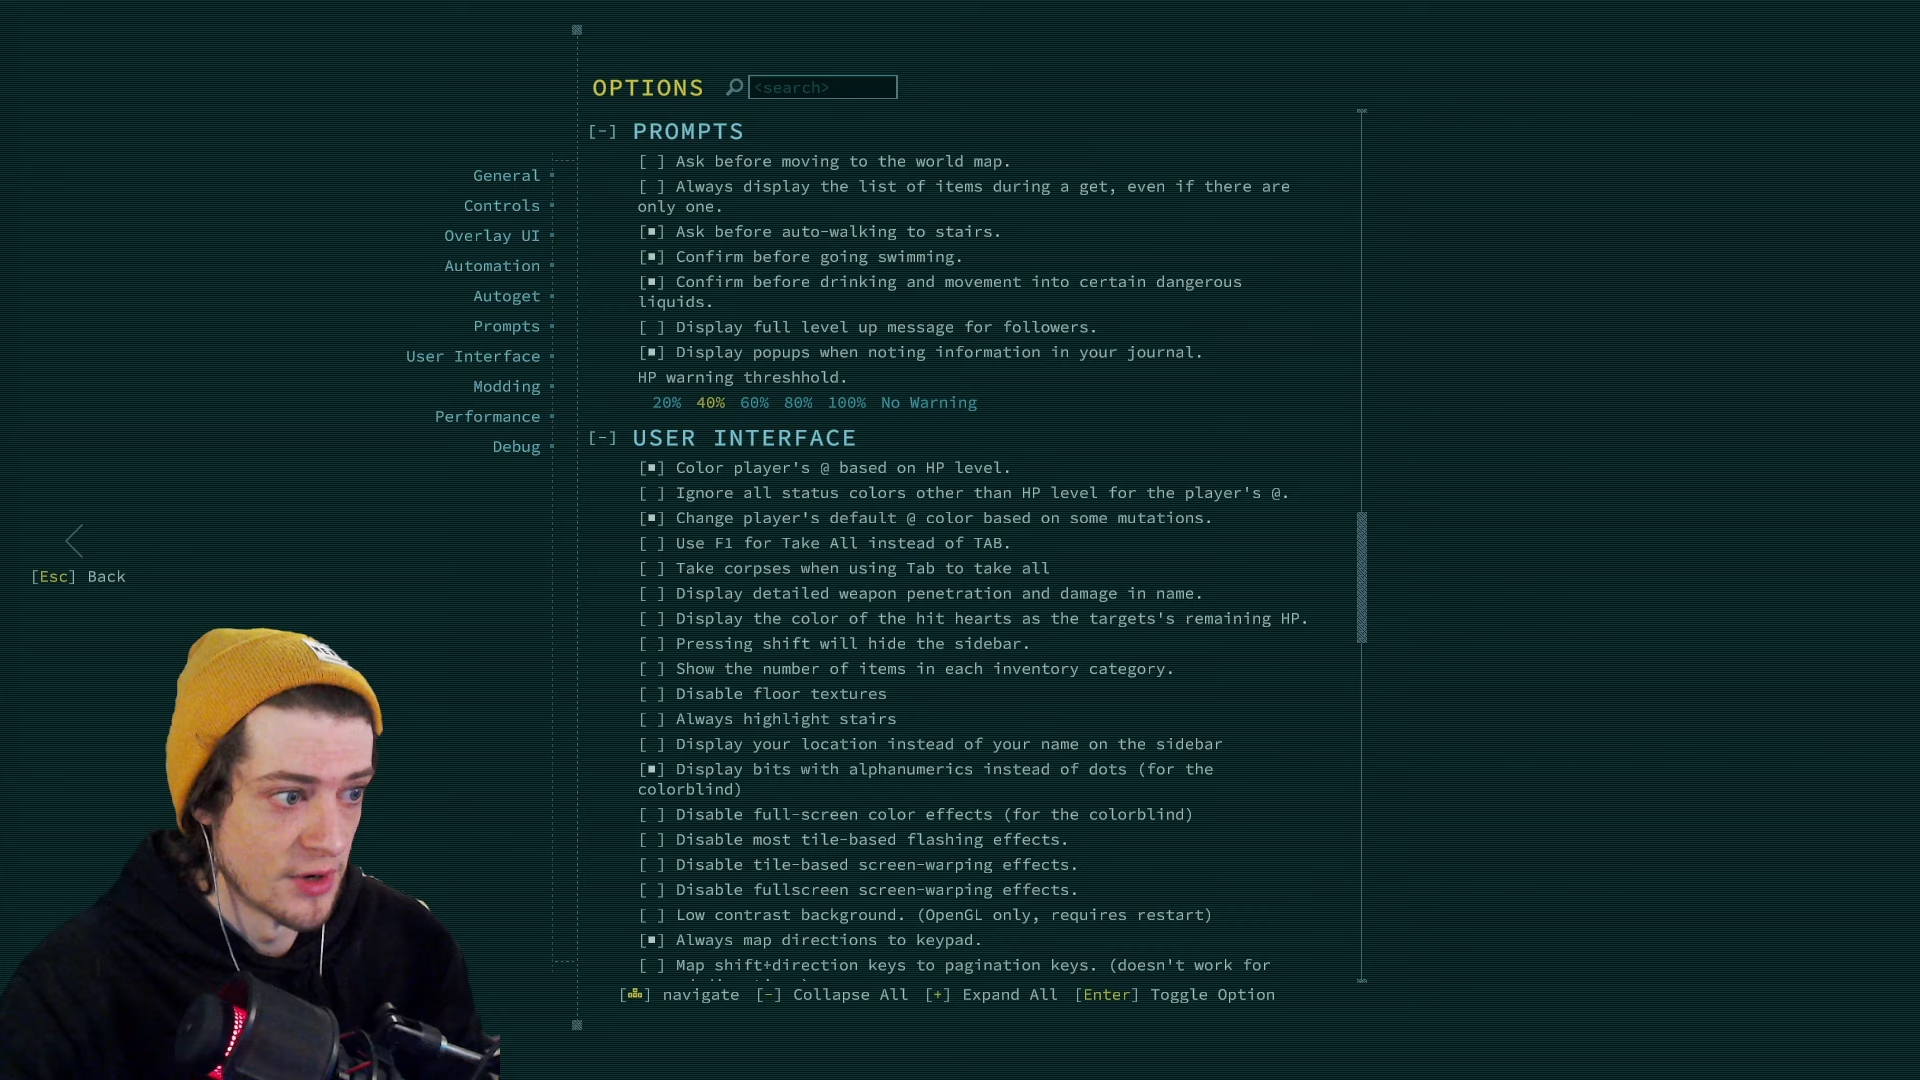 OPTIONS <search>
[-] PROMPTS
[ ] Ask before moving to the world map.
[ ] Always display the list of items during a get, even if there are
only one.
[■] Ask before auto-walking to stairs.
[■] Confirm before going swimming.
[■] Confirm before drinking and movement into certain dangerous
liquids.
[ ] Display full level up message for followers.
[■] Display popups when noting information in your journal.
HP warning threshhold.
20% 40% 60% 80% 100% No Warning
[-] USER INTERFACE
[■] Color player's @ based on HP level.
[ ] Ignore all status colors other than HP level for the player's @.
[■] Change player's default @ color based on some mutations.
[ ] Use F1 for Take All instead of TAB.
[ ] Take corpses when using Tab to take all
[ ] Display detailed weapon penetration and damage in name.
[ ] Display the color of the hit hearts as the targets's remaining HP.
[ ] Pressing shift will hide the sidebar.
[ ] Show the number of items in each inventory category.
[ ] Disable floor textures
[ ] Always highlight stairs
[ ] Display your location instead of your name on the sidebar
[■] Display bits with alphanumerics instead of dots (for the
colorblind)
[ ] Disable full-screen color effects (for the colorblind)
[ ] Disable most tile-based flashing effects.
[ ] Disable tile-based screen-warping effects.
[ ] Disable fullscreen screen-warping effects.
[ ] Low contrast background. (OpenGL only, requires restart)
[■] Always map directions to keypad.
[ ] Map shift+direction keys to pagination keys. (doesn't work for
General
Controls
Overlay UI
Automation
Autoget
Prompts
User Interface
Modding
Performance
Debug
[Esc] Back
navigate [-] Collapse All [+] Expand All [Enter] Toggle Option